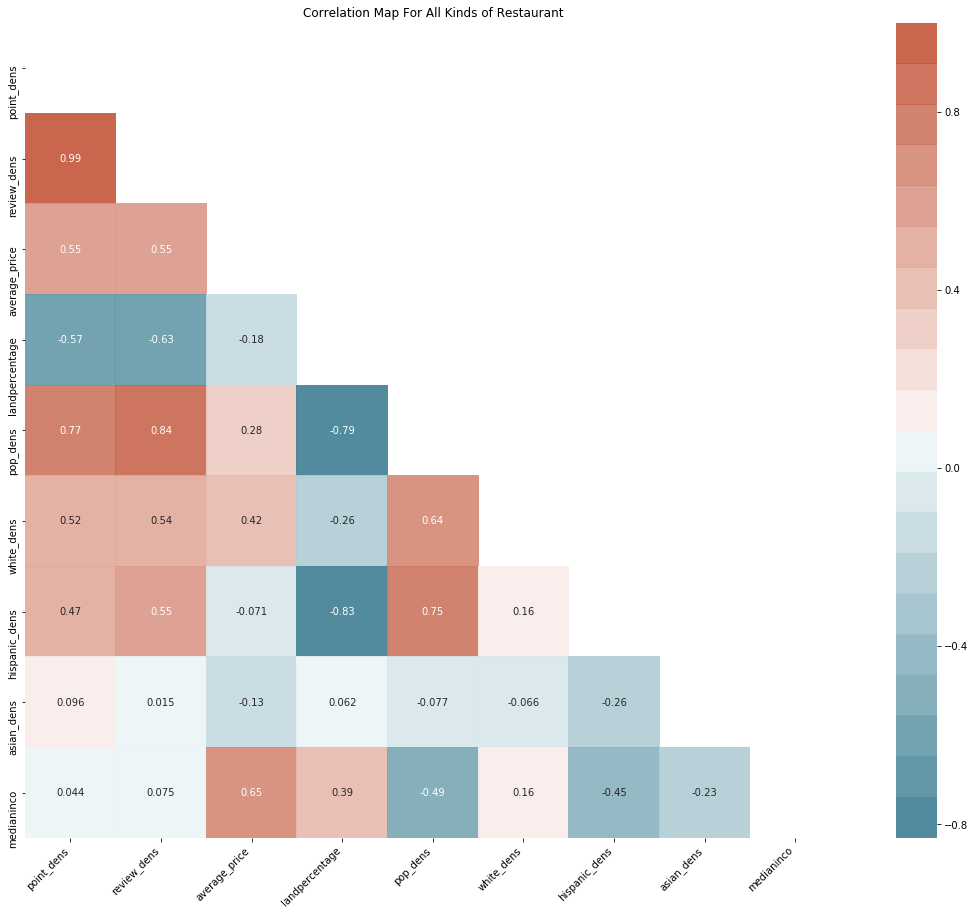 Correlation Map For All Kinds of Restaurant
point_dens
review_dens 0.99
average_price 0.55 0.55
landpercentage -0.57 -0.63 -0.18
pop_dens 0.77 0.84 0.28 -0.79
white_dens 0.52 0.54 0.42 -0.26 0.64
hispanic_dens 0.47 0.55 -0.071 -0.83 0.75 0.16
asian_dens 0.096 0.015 -0.13 0.062 -0.077 -0.066 -0.26
medianinco 0.044 0.075 0.65 0.39 -0.49 0.16 -0.45 -0.23
point_dens review_dens average_price landpercentage pop_dens white_dens hispanic_dens asian_dens medianinco
0.8
0.4
0.0
−0.4
−0.8